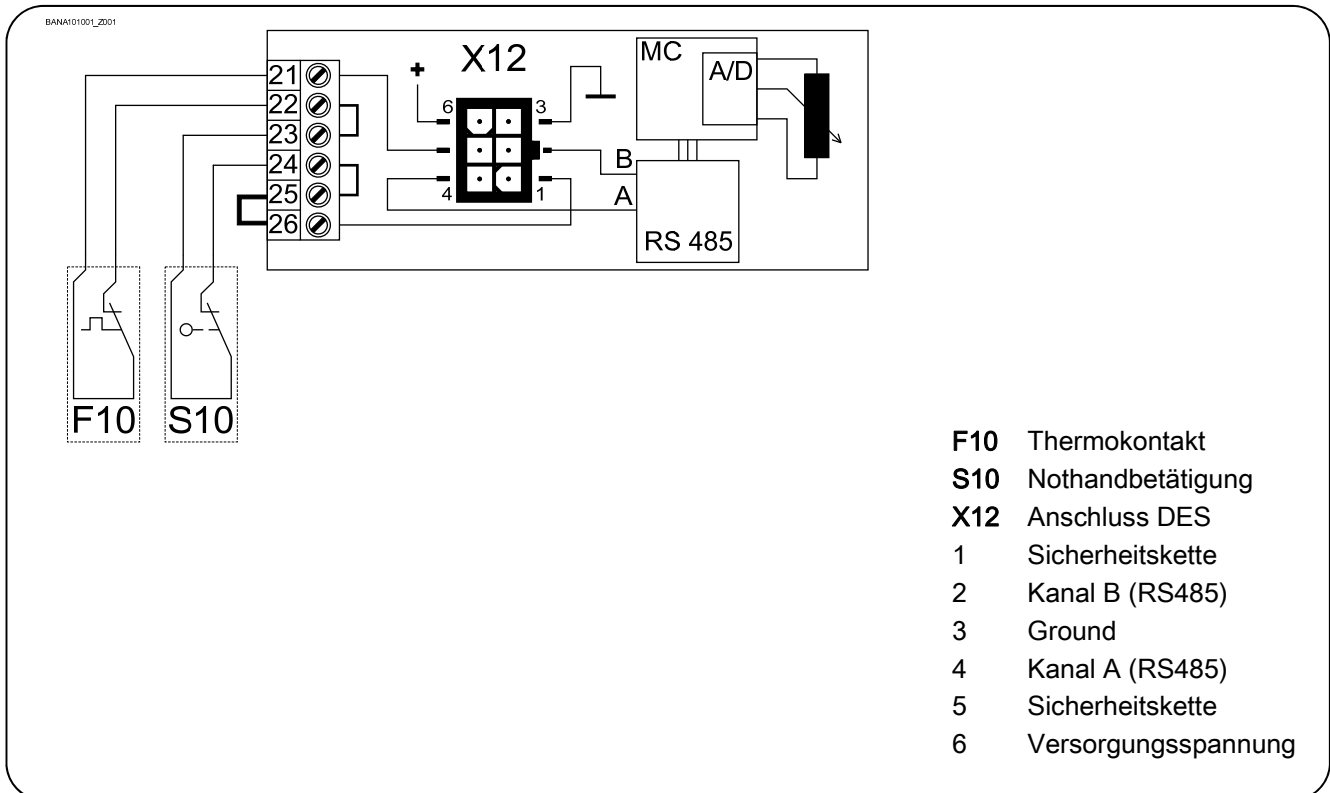 BANA101001_Z001
X12
MC
A/D
+
21
22
23
24
25
26
6
3
4
1
B
A
RS 485
F10
S10
F10 Thermokontakt
S10 Nothandbetätigung
X12 Anschluss DES
1 Sicherheitskette
2 Kanal B (RS485)
3 Ground
4 Kanal A (RS485)
5 Sicherheitskette
6 Versorgungsspannung